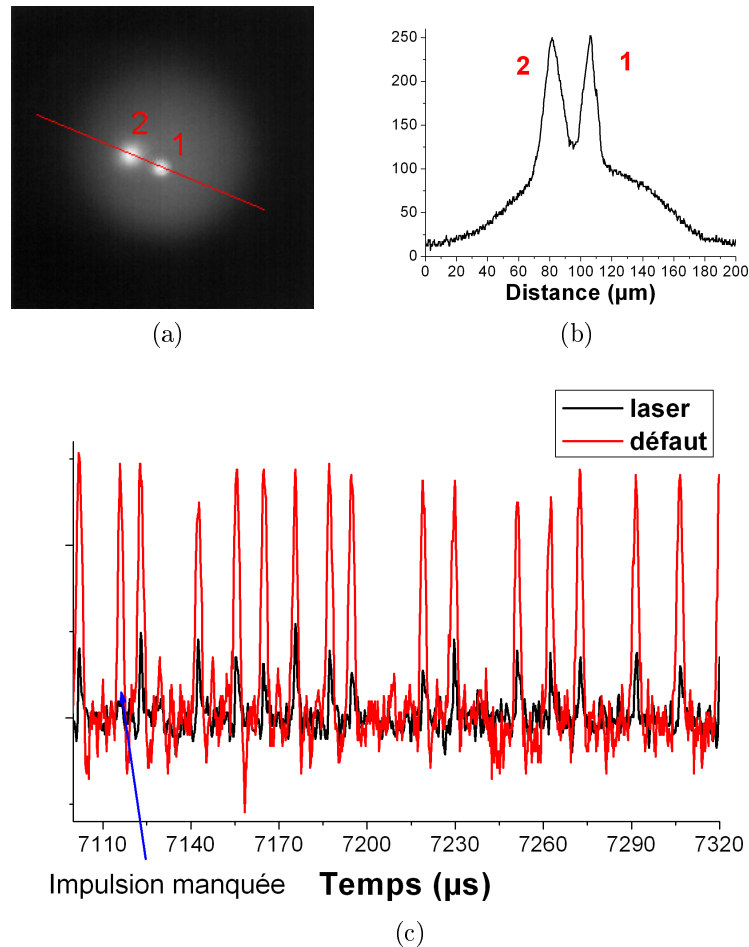 2
1
(a)
250
200
150
100
50
0
2
1
0 20 40 60 80 100 120 140 160 180 200
Distance (µm)
(b)
laser
défaut
7110 7140 7170 7200 7230 7260 7290 7320
Impulsion manquée
Temps (µs)
(c)